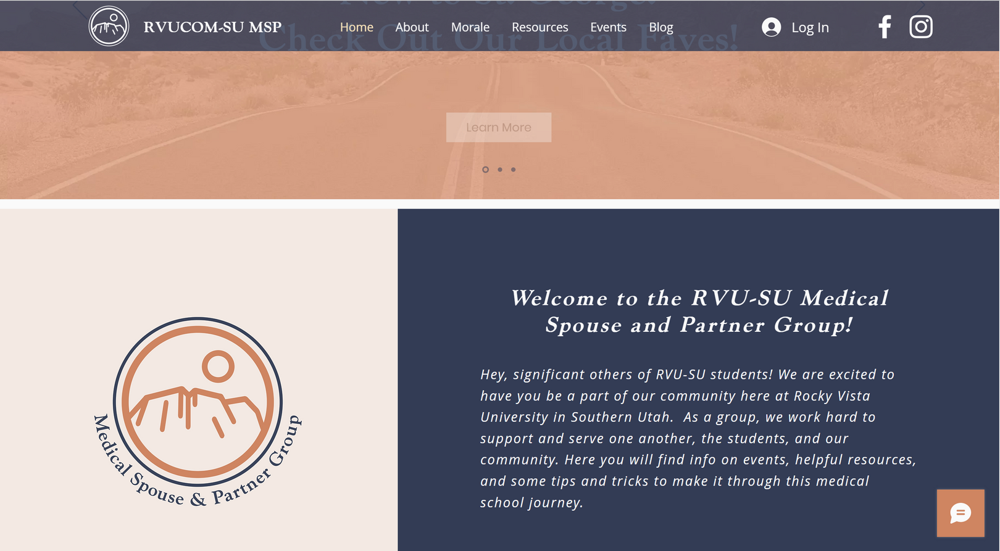 New to St. George?
Check Out Our Local Faves!
RVUCOM-SU MSP
Home
About
Morale
Resources
Events
Blog
Log In
Learn More
Medical Spouse & Partner Group
Welcome to the RVU-SU Medical
Spouse and Partner Group!
Hey, significant others of RVU-SU students! We are excited to
have you be a part of our community here at Rocky Vista
University in Southern Utah.  As a group, we work hard to
support and serve one another, the students, and our
community. Here you will find info on events, helpful resources,
and some tips and tricks to make it through this medical
school journey.